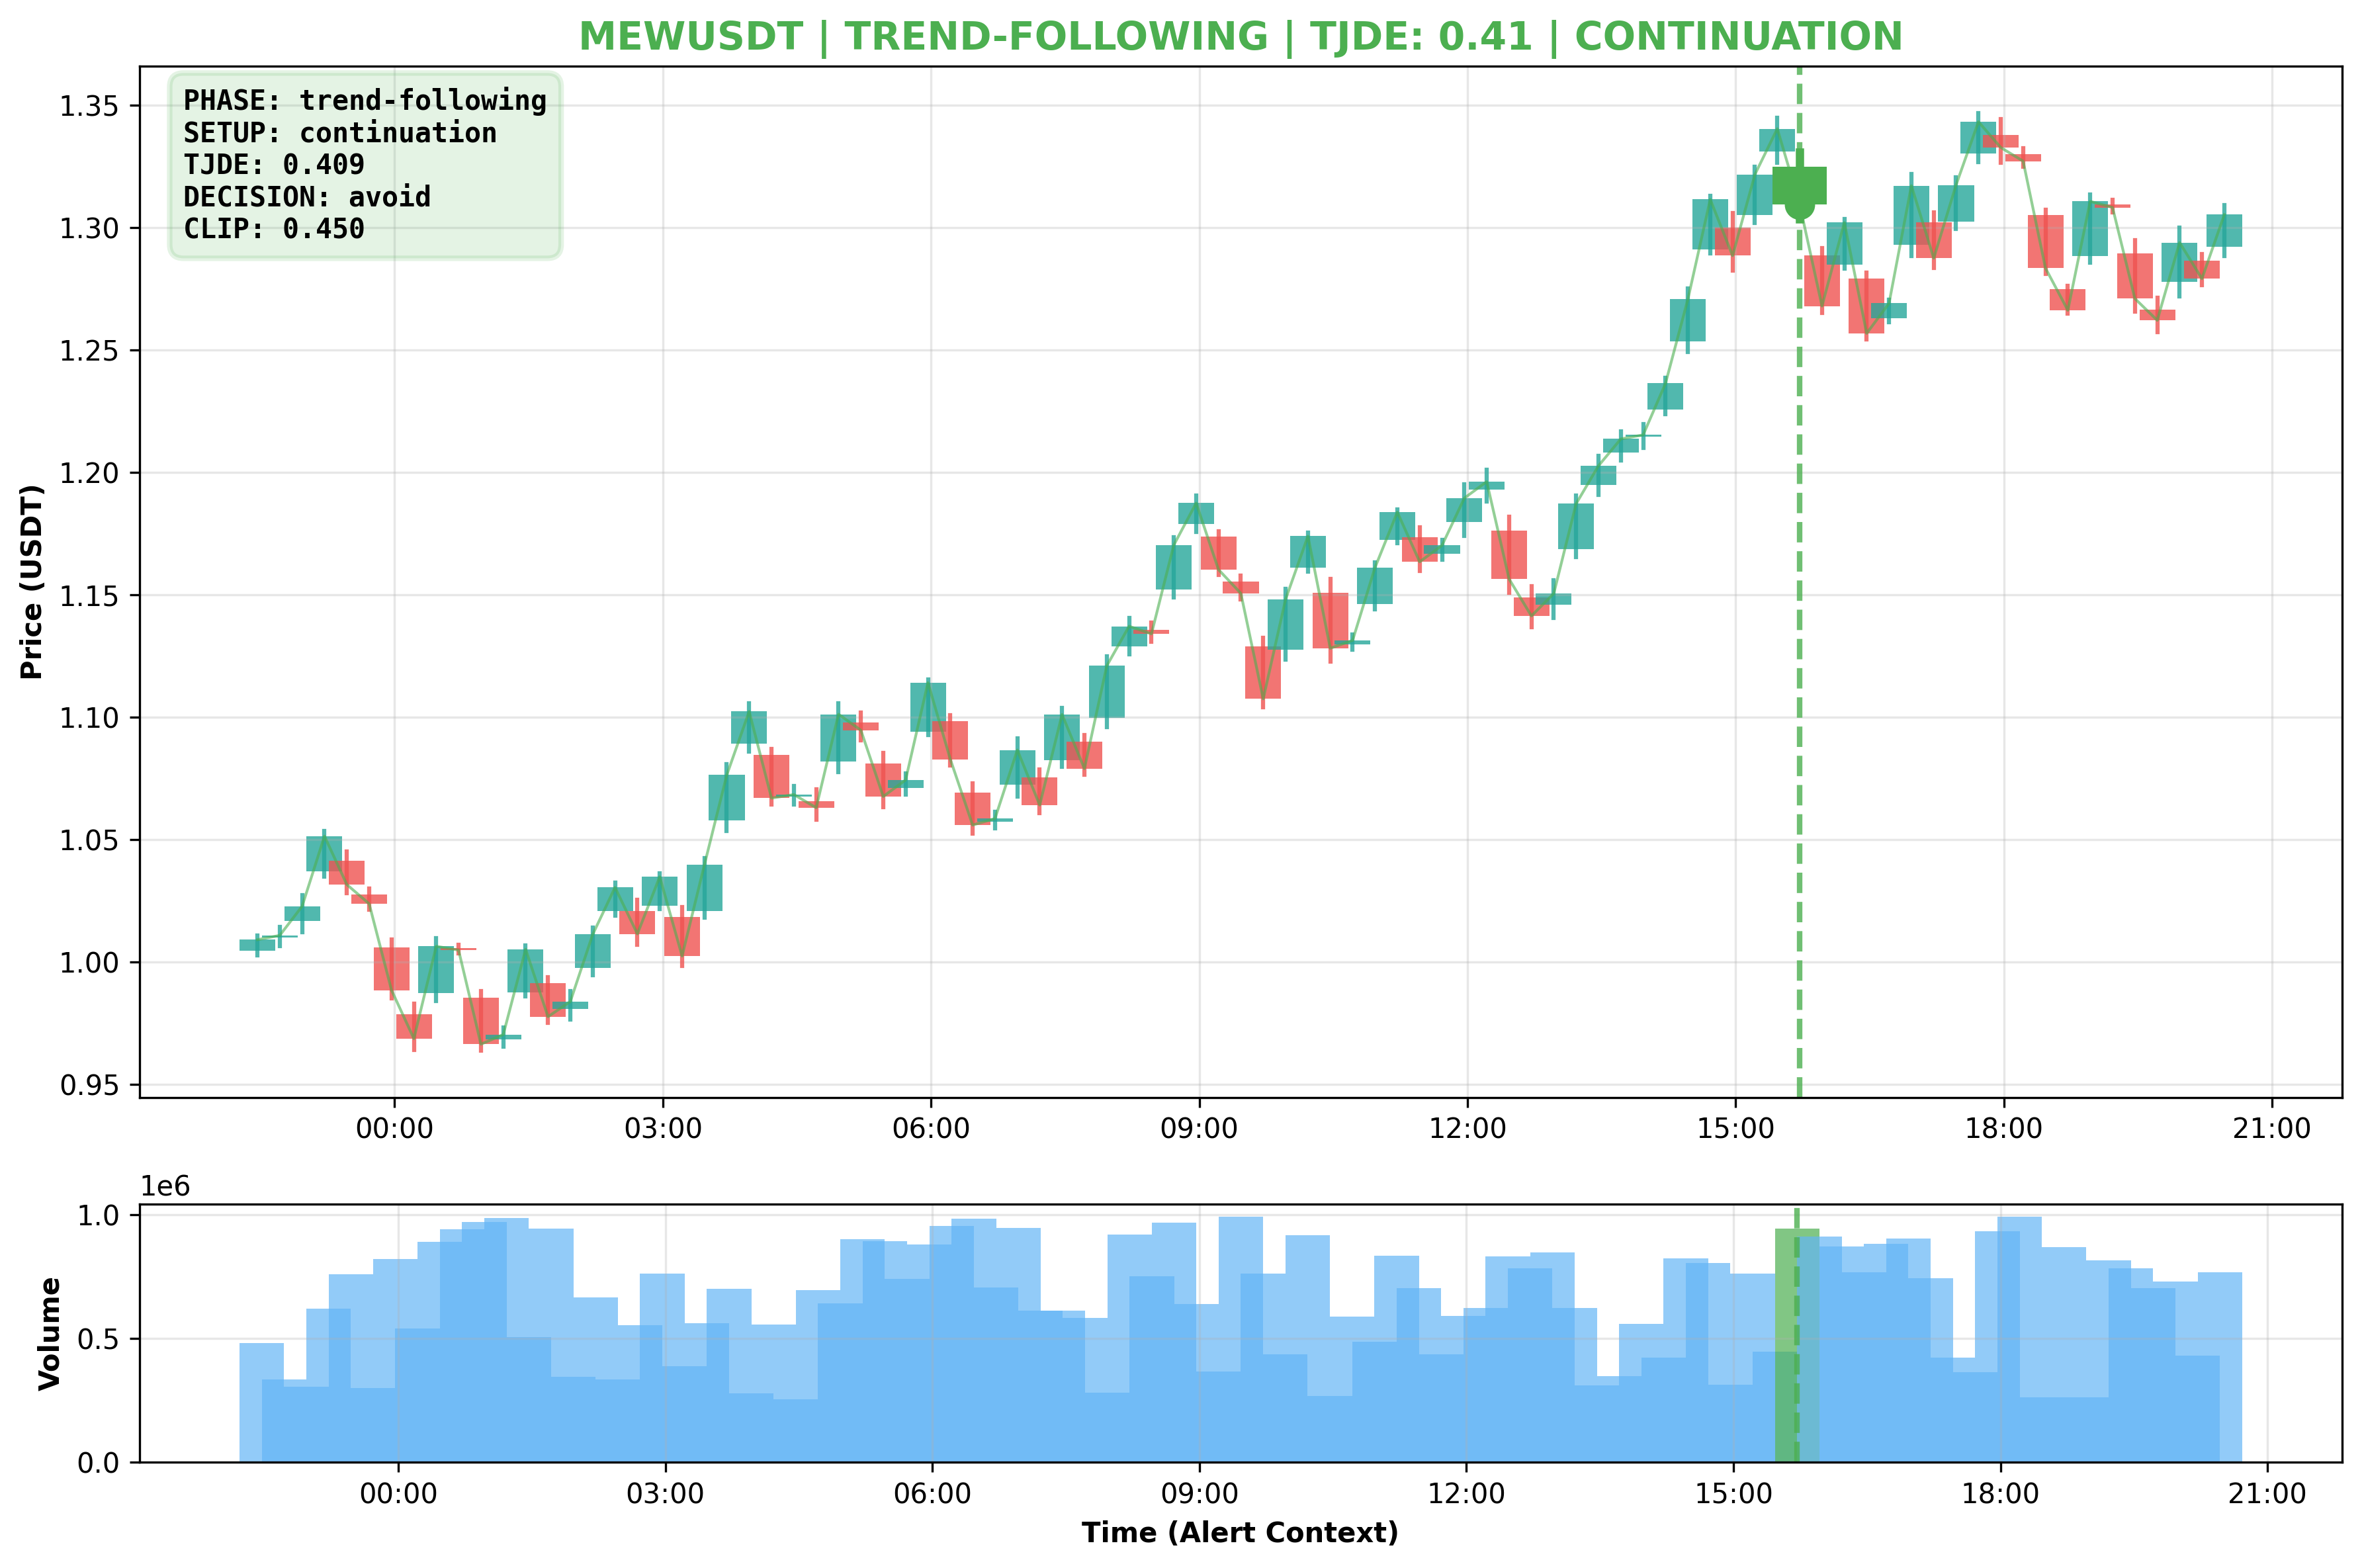 MEWUSDT | TREND-FOLLOWING | TJDE: 0.41 | CONTINUATION
PHASE: trend-following
SETUP: continuation
TJDE: 0.409
DECISION: avoid
CLIP: 0.450
Price (USDT)
1.35
1.30
1.25
1.20
1.15
1.10
1.05
1.00
0.95
00:00 03:00 06:00 09:00 12:00 15:00 18:00 21:00
1e6
Volume
1.0
0.5
0.0
00:00 03:00 06:00 09:00 12:00 15:00 18:00 21:00
Time (Alert Context)